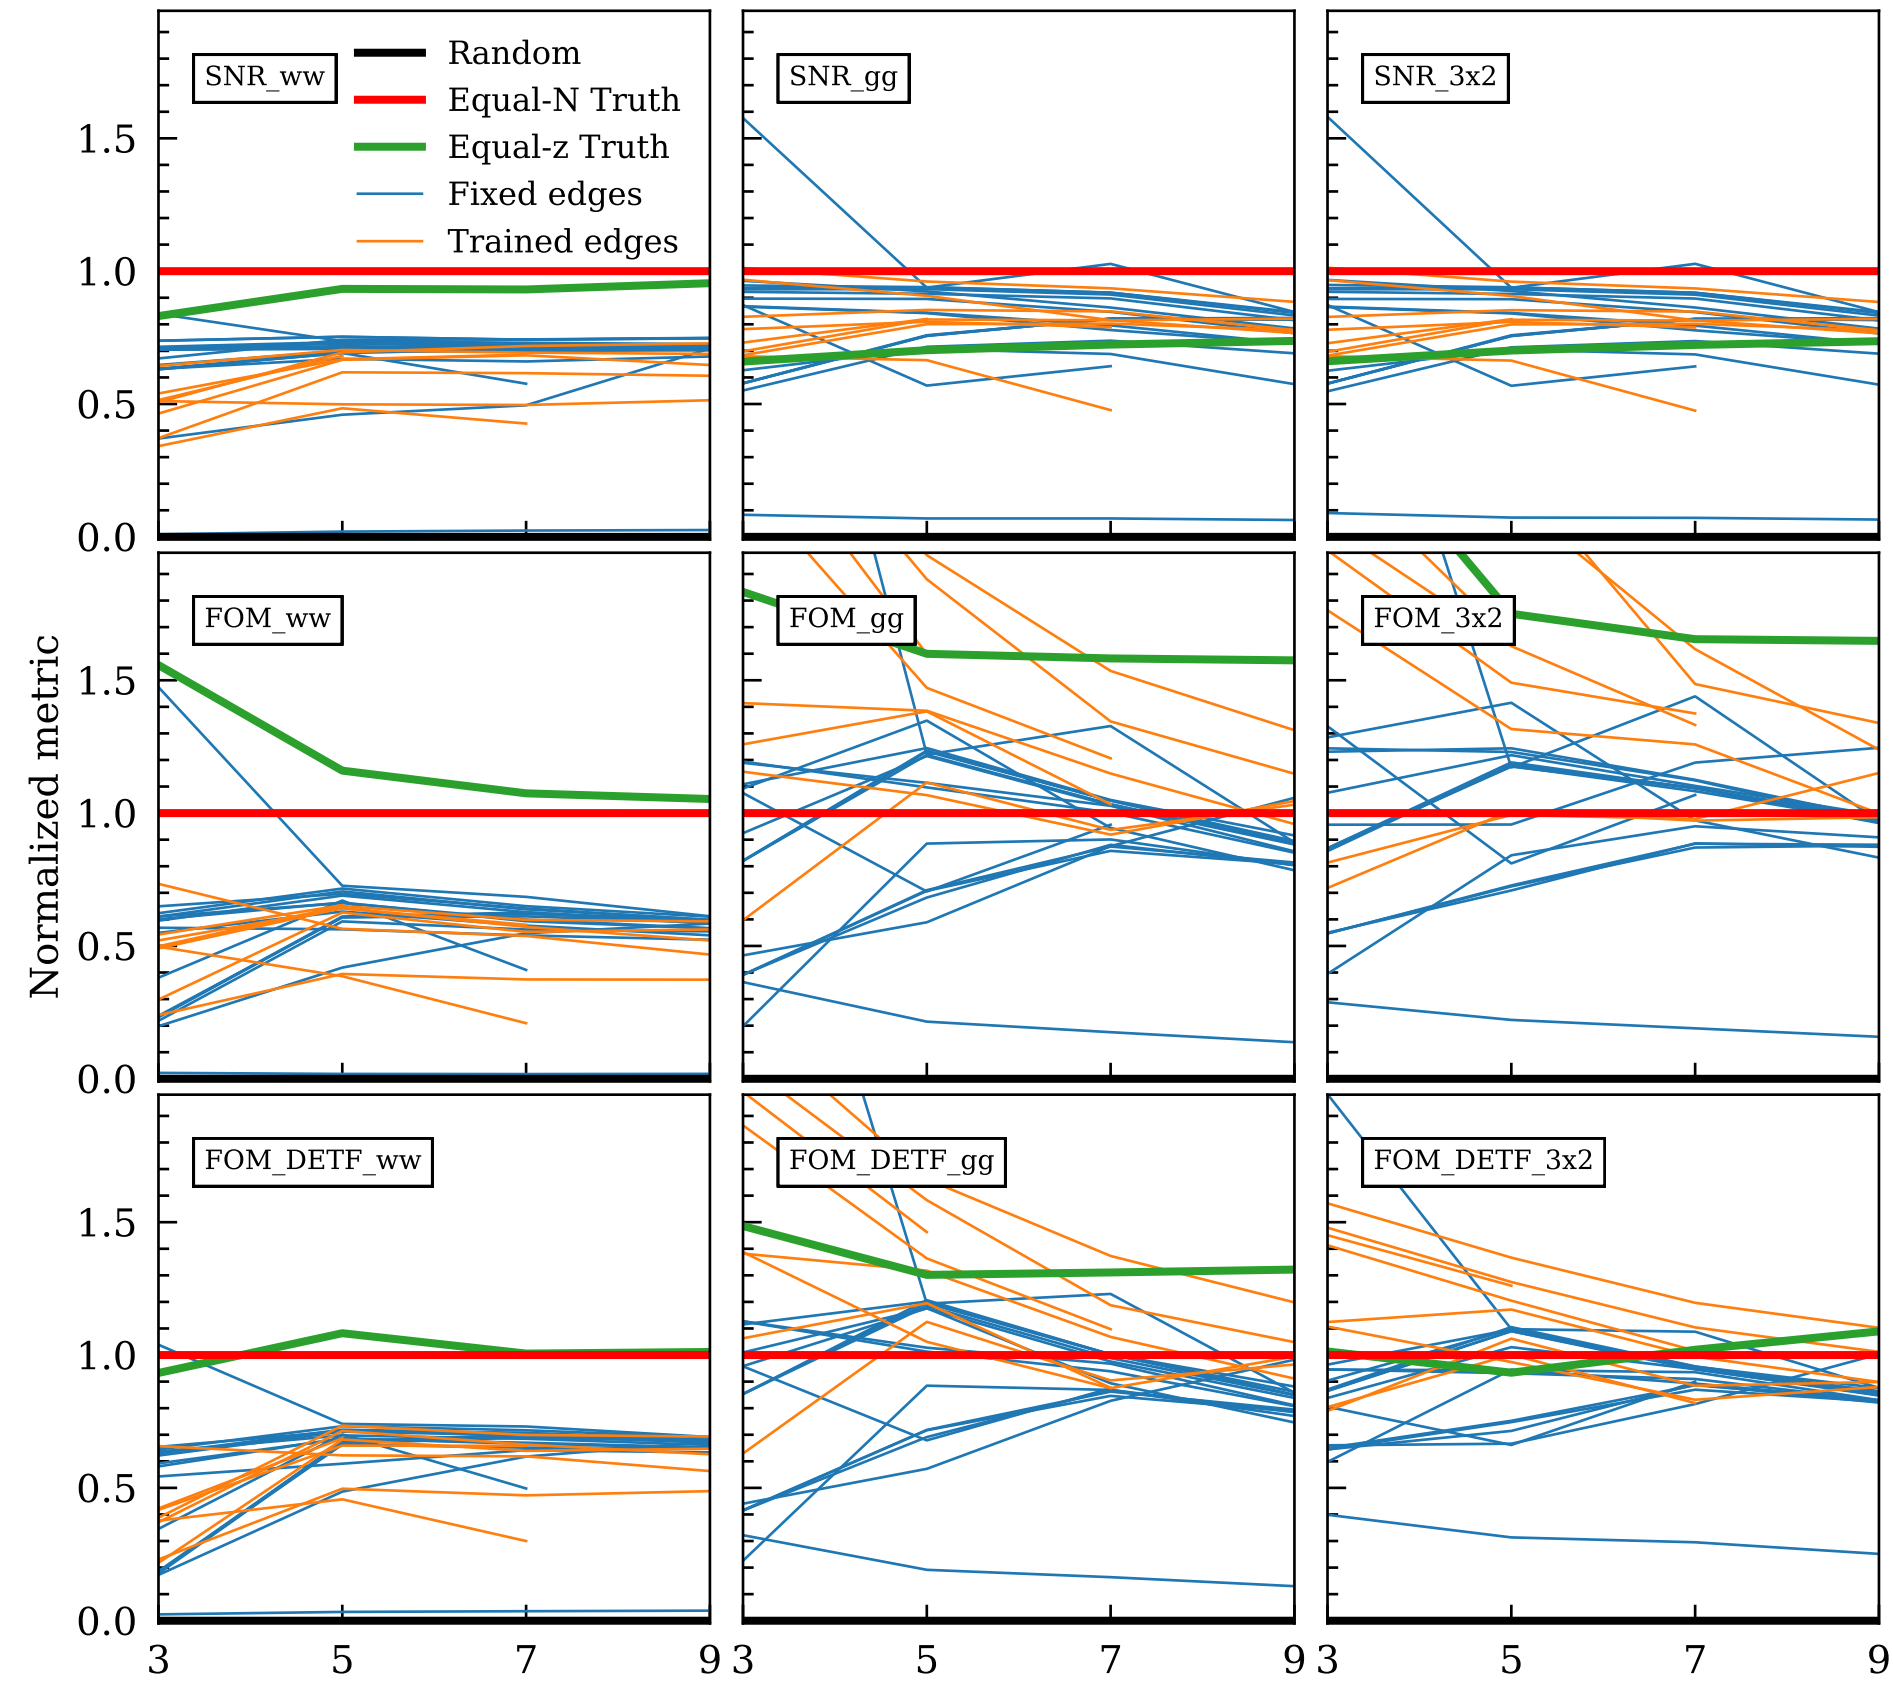 SNR_ww
Random
Equal-N Truth
Equal-z Truth
Fixed edges
Trained edges
SNR_gg
SNR_3x2
1.5
1.0
0.5
0.0
Normalized metric
FOM_ww
FOM_gg
FOM_3x2
1.5
1.0
0.5
0.0
FOM_DETF_ww
FOM_DETF_gg
FOM_DETF_3x2
1.5
1.0
0.5
0.0
3 5 7 9 3 5 7 9 3 5 7 9